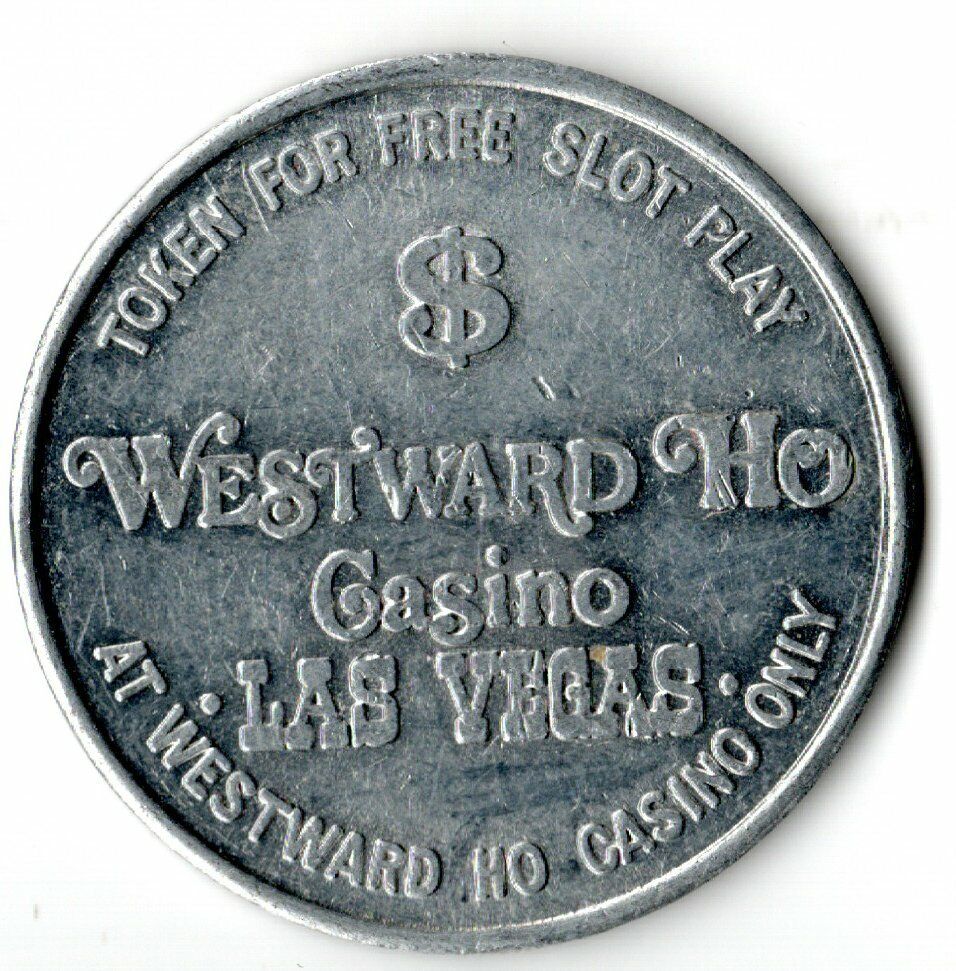 TOKEN FOR FREE SLOT PLAY
$
WESTWARD HO
Casino
· LAS VEGAS ·
AT WESTWARD HO CASINO ONLY